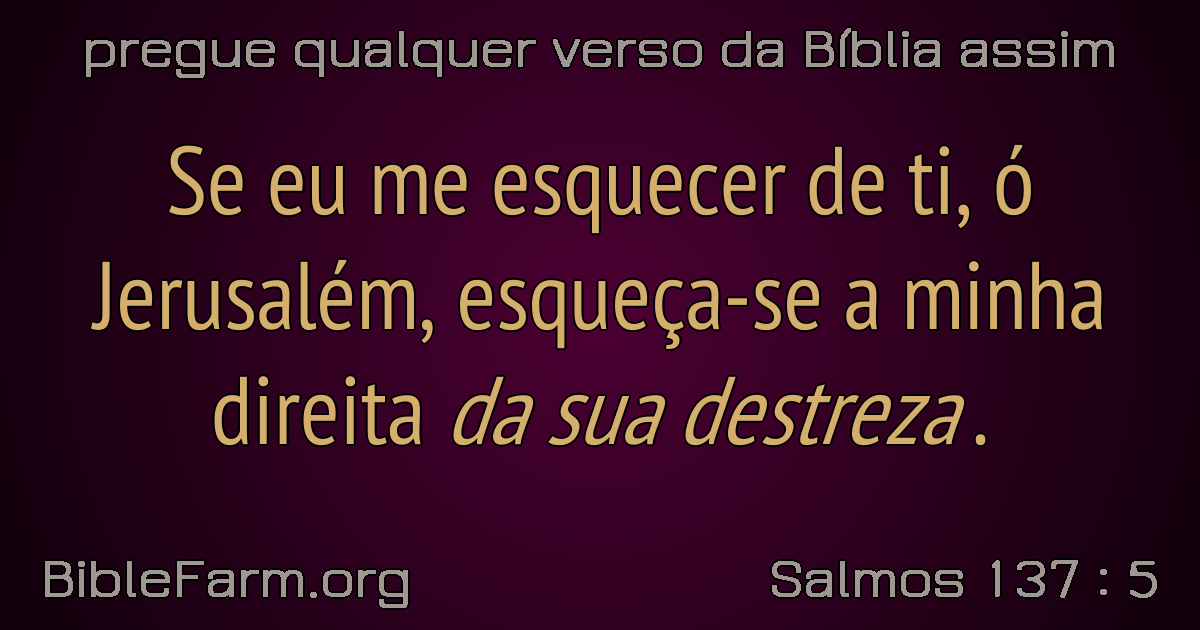 pregue qualquer verso da Bíblia assim
Se eu me esquecer de ti, ó
Jerusalém, esqueça-se a minha
direita da sua destreza .
BibleFarm.org
Salmos 137 : 5